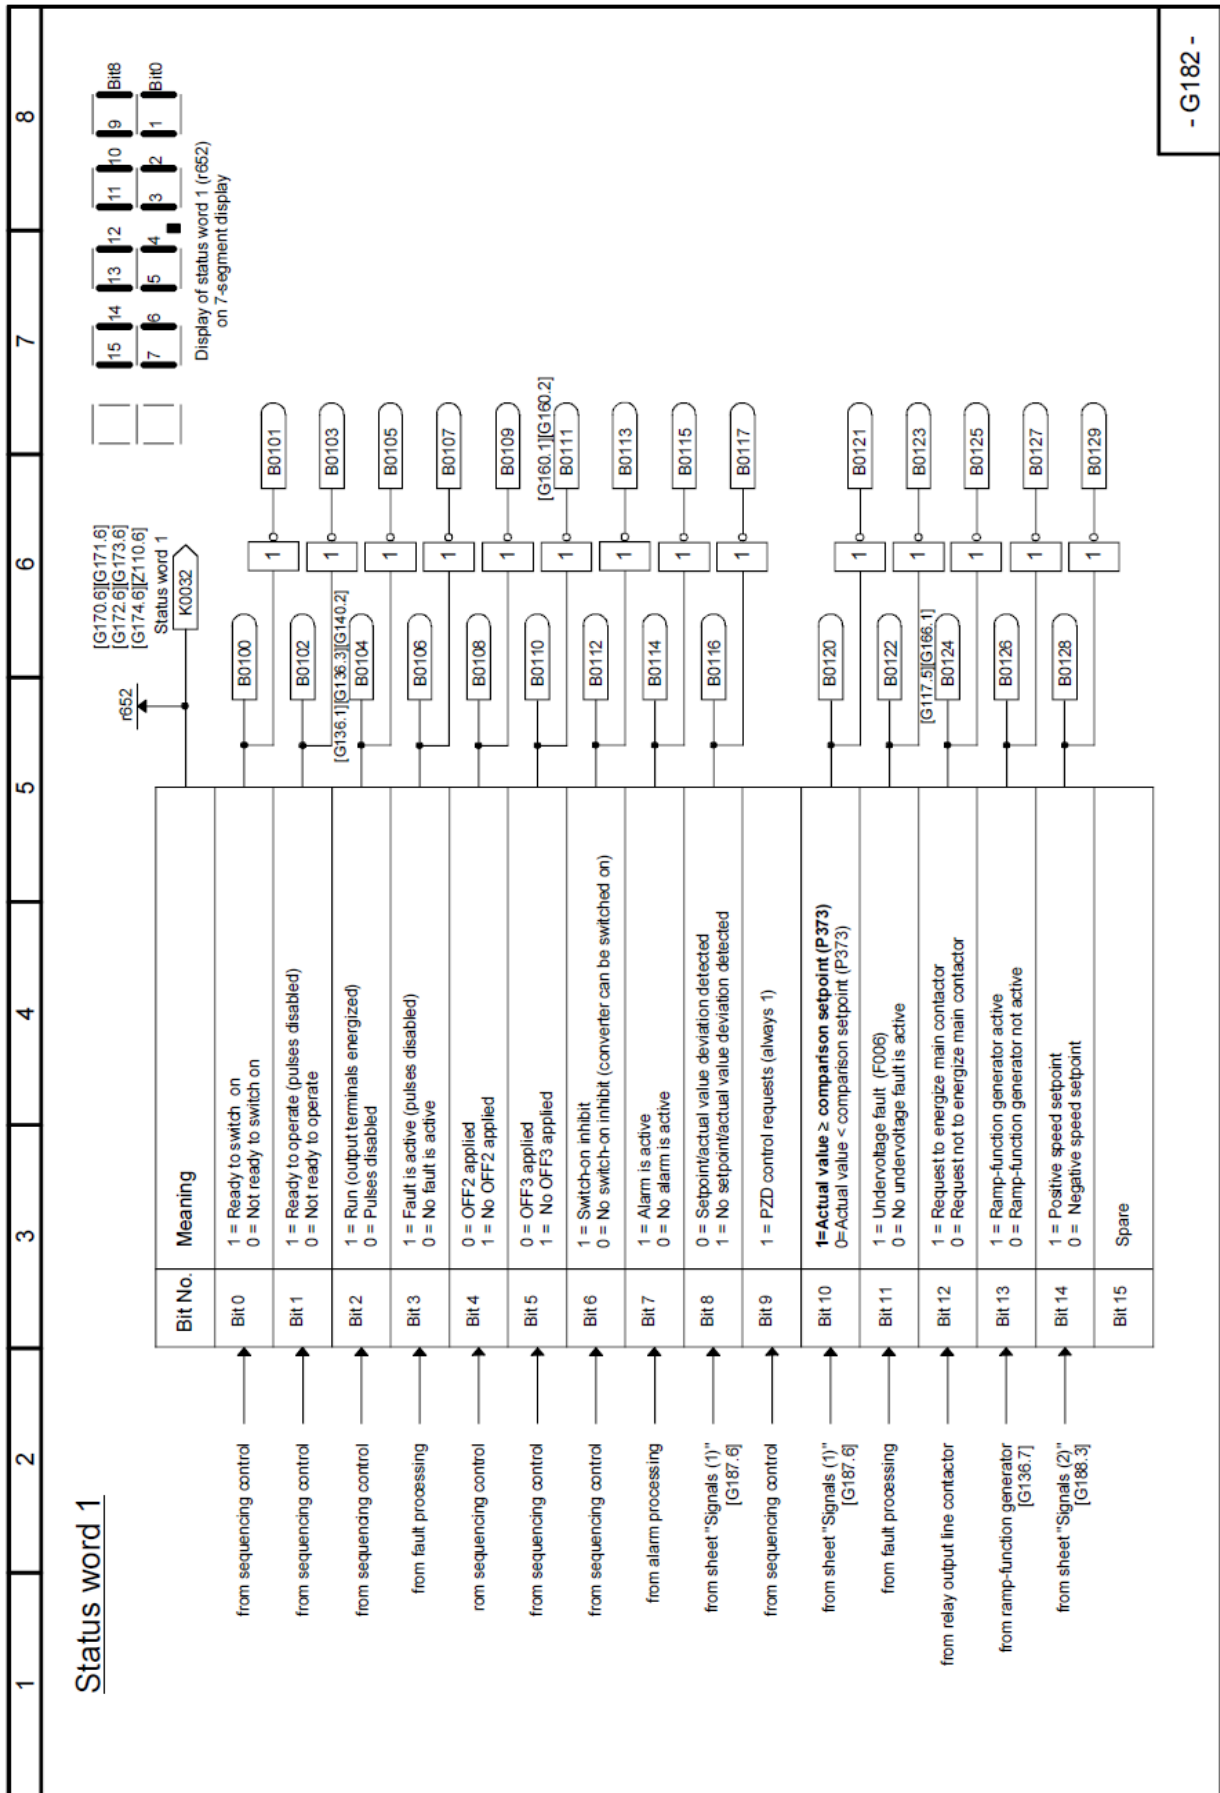 Status word 1
[G170.6][G171.6]
[G172.6][G173.6]
[G174.6][Z110.6]
Status word 1
r652
K0032
15 14 13 12 11 10 9 Bit8
7 6 5 4 3 2 1 Bit0
Display of status word 1 (r652)
on 7-segment display
Bit No. Meaning
from sequencing control Bit 0 1 = Ready to switch on
0 = Not ready to switch on
B0100 1 B0101
from sequencing control Bit 1 1 = Ready to operate (pulses disabled)
0 = Not ready to operate
B0102 1 B0103
[G136.1][G136.3][G140.2]
from sequencing control Bit 2 1 = Run (output terminals energized)
0 = Pulses disabled
B0104 1 B0105
from fault processing Bit 3 1 = Fault is active (pulses disabled)
0 = No fault is active
B0106 1 B0107
rom sequencing control Bit 4 0 = OFF2 applied
1 = No OFF2 applied
B0108 1 B0109
[G160.1][G160.2]
from sequencing control Bit 5 0 = OFF3 applied
1 = No OFF3 applied
B0110 1 B0111
from sequencing control Bit 6 1 = Switch-on inhibit
0 = No switch-on inhibit (converter can be switched on)
B0112 1 B0113
from alarm processing Bit 7 1 = Alarm is active
0 = No alarm is active
B0114 1 B0115
from sheet "Signals (1)"
[G187.6]
Bit 8 0 = Setpoint/actual value deviation detected
1 = No setpoint/actual value deviation detected
B0116 1 B0117
from sequencing control Bit 9 1 = PZD control requests (always 1)
from sheet "Signals (1)"
[G187.6]
Bit 10 1=Actual value ≥ comparison setpoint (P373)
0=Actual value < comparison setpoint (P373)
B0120 1 B0121
from fault processing Bit 11 1 = Undervoltage fault (F006)
0 = No undervoltage fault is active
B0122 1 B0123
[G117.5][G166.1]
from relay output line contactor Bit 12 1 = Request to energize main contactor
0 = Request not to energize main contactor
B0124 1 B0125
from ramp-function generator
[G136.7]
Bit 13 1 = Ramp-function generator active
0 = Ramp-function generator not active
B0126 1 B0127
from sheet "Signals (2)"
[G188.3]
Bit 14 1 = Positive speed setpoint
0 = Negative speed setpoint
B0128 1 B0129
Bit 15 Spare
1 2 3 4 5 6 7 8
- G182 -